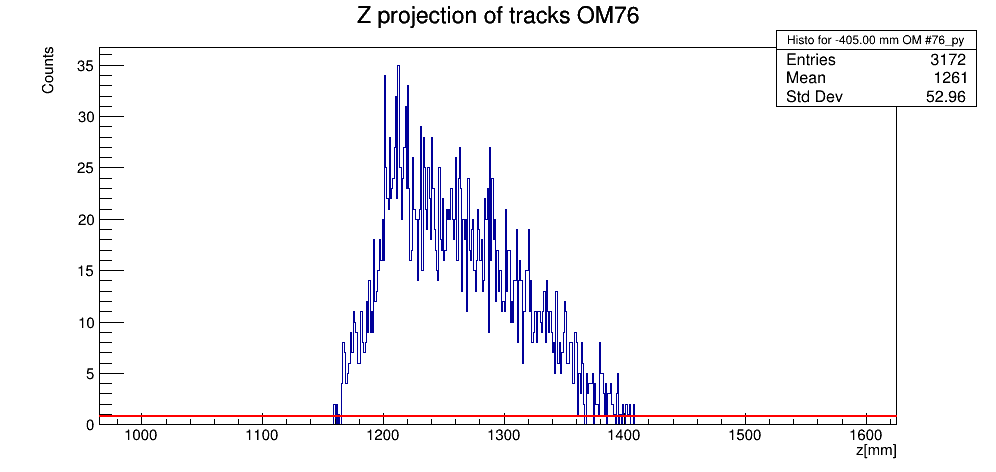 Z projection of tracks OM76
Histo for -405.00 mm OM #76_py
Entries 3172
Mean 1261
Std Dev 52.96
Counts
35
30
25
20
15
10
5
0
1000 1100 1200 1300 1400 1500 1600
z[mm]